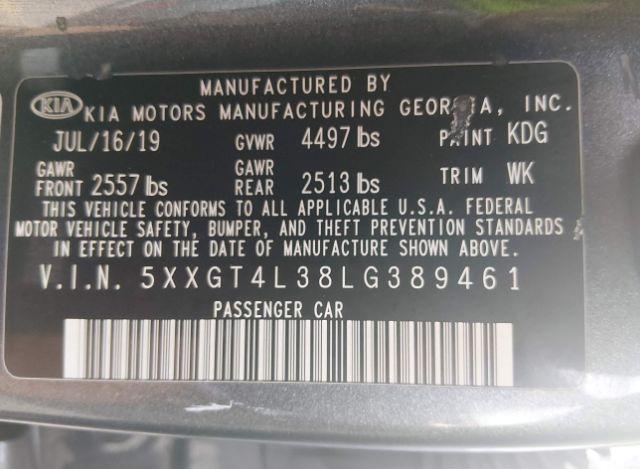 MANUFACTURED BY
KIA KIA MOTORS MANUFACTURING GEORGIA, INC.
JUL/16/19 GVWR 4497 lbs PAINT KDG
GAWR FRONT 2557 lbs GAWR REAR 2513 lbs TRIM WK
THIS VEHICLE CONFORMS TO ALL APPLICABLE U.S.A. FEDERAL
MOTOR VEHICLE SAFETY, BUMPER, AND THEFT PREVENTION STANDARDS
IN EFFECT ON THE DATE OF MANUFACTURE SHOWN ABOVE.
V.I.N. 5XXGT4L38LG389461
PASSENGER CAR